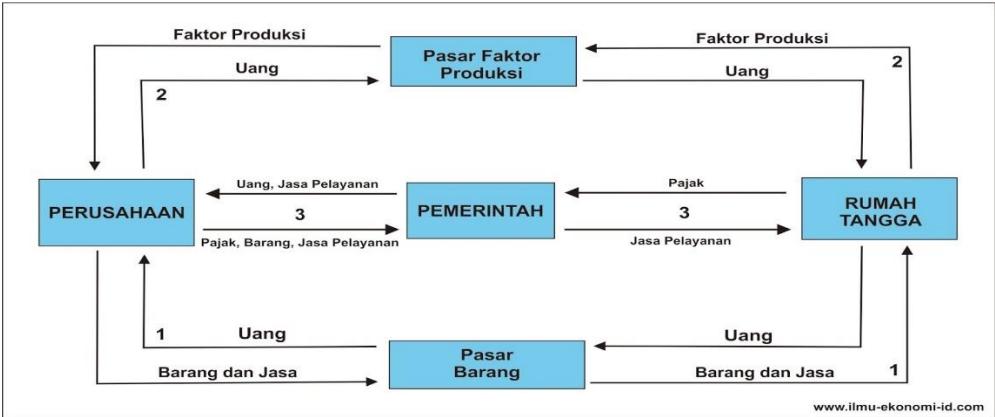 Faktor Produksi
Pasar Faktor
Produksi
Faktor Produksi
Uang
Uang
2
2
PERUSAHAAN
Uang, Jasa Pelayanan
3
Pajak, Barang, Jasa Pelayanan
PEMERINTAH
Pajak
3
Jasa Pelayanan
RUMAH
TANGGA
1
Uang
Barang dan Jasa
Pasar
Barang
Uang
Barang dan Jasa
1
www.ilmu-ekonomi-id.com